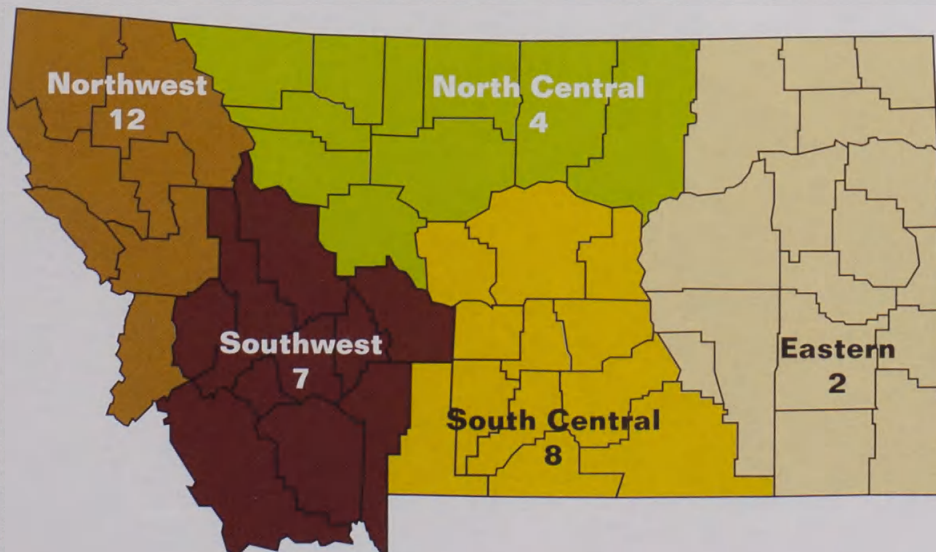 Northwest
12
North Central
4
Southwest
7
South Central
8
Eastern
2